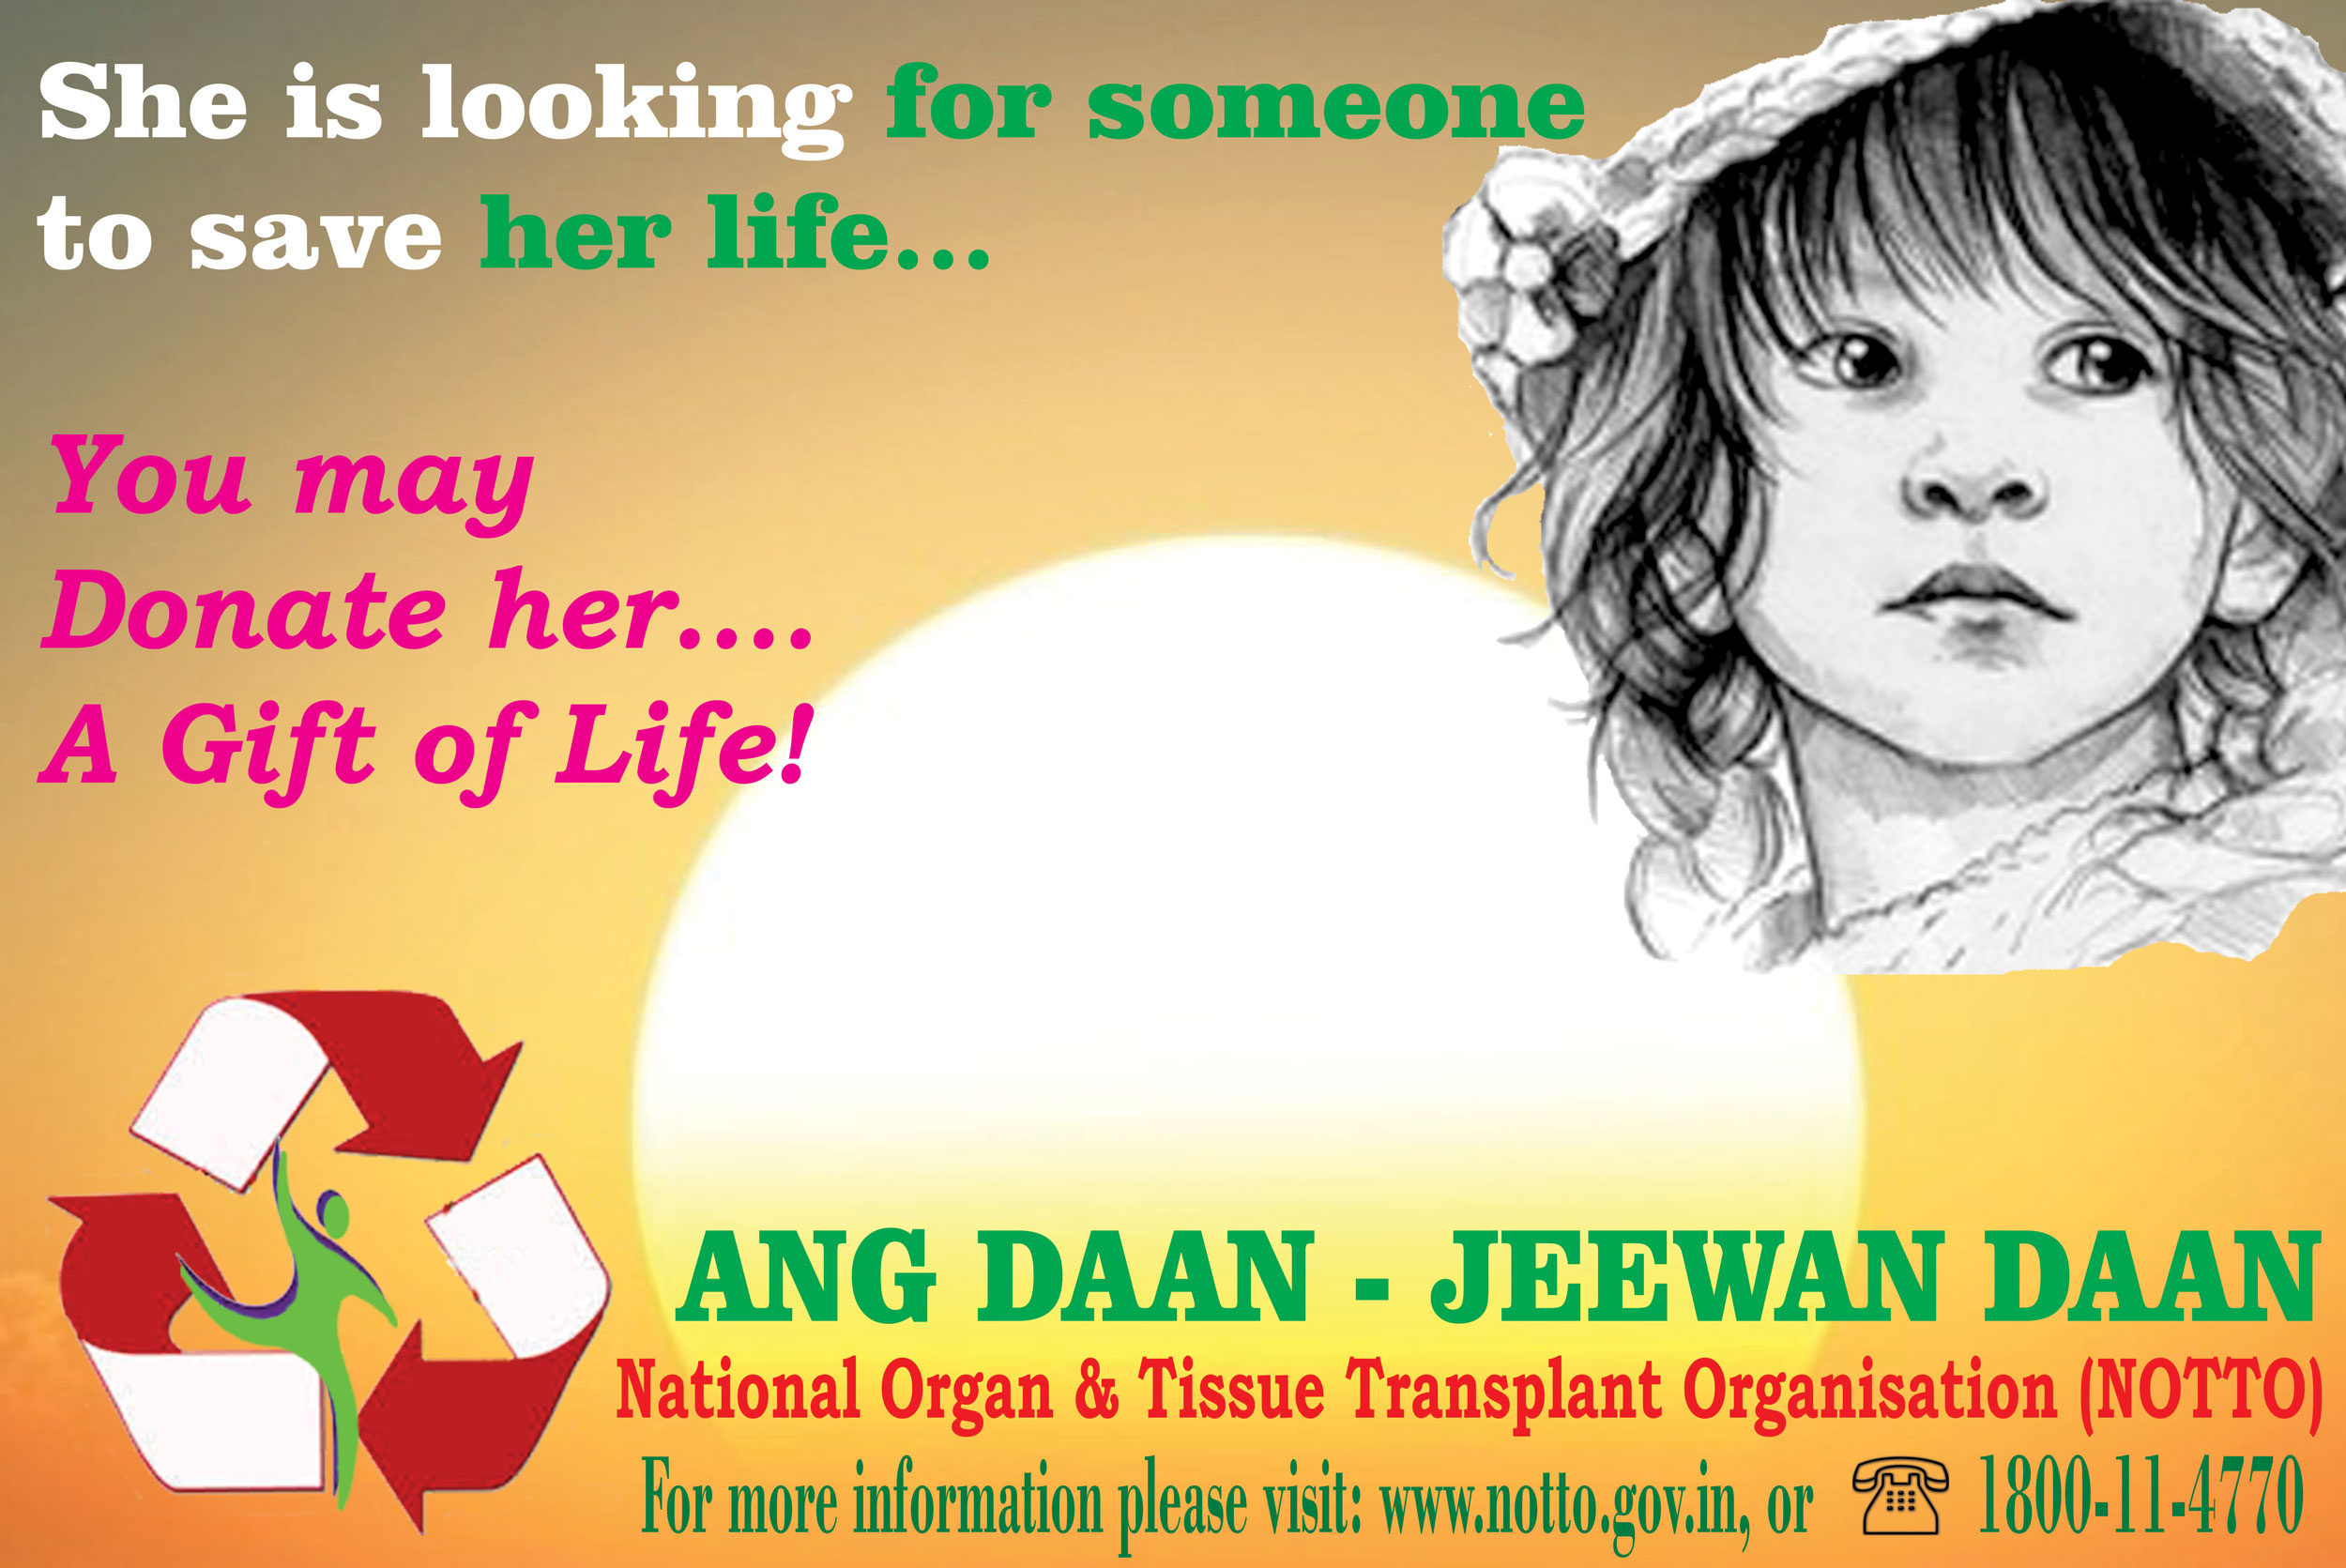 She is looking for someone
to save her life...
You may
Donate her....
A Gift of Life!
ANG DAAN - JEEWAN DAAN
National Organ & Tissue Transplant Organisation (NOTTO)
For more information please visit: www.notto.gov.in, or 1800-11-4770